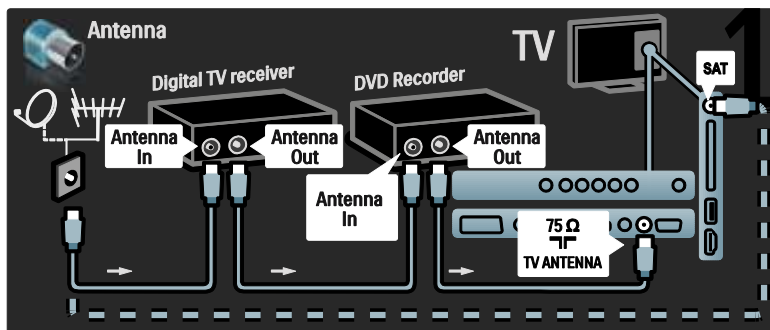 Antenna
TV
1
Digital TV receiver
DVD Recorder
SAT
Antenna
In
Antenna
Out
Antenna
In
Antenna
Out
75 Ω
TV ANTENNA